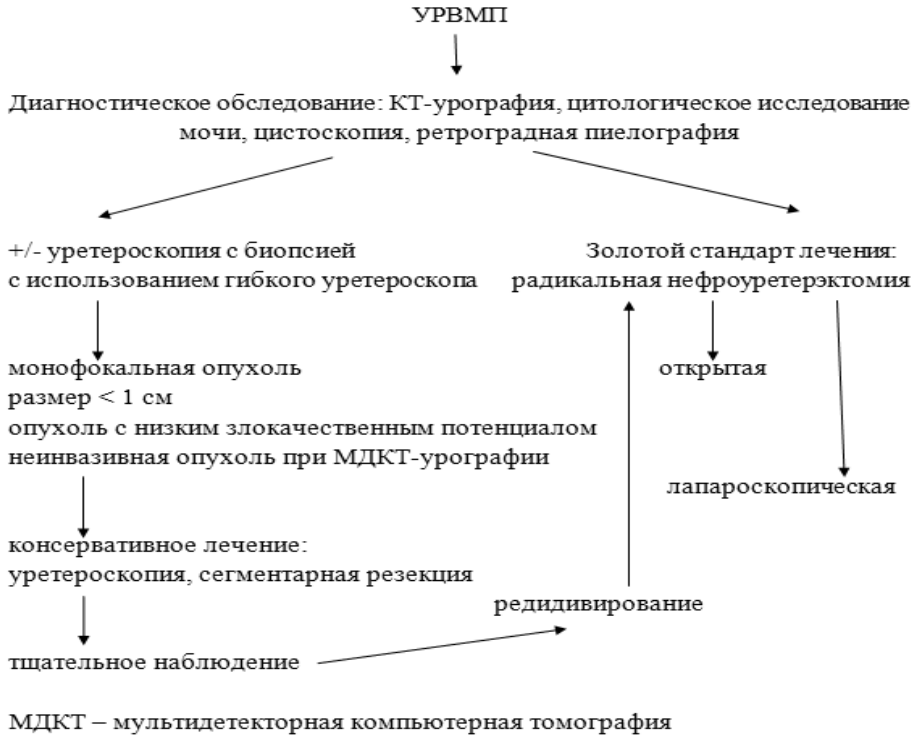 УРВМП
Диагностическое обследование: КТ-урография, цитологическое исследование
мочи, цистоскопия, ретроградная пиелография
+/- уретероскопия с биопсией
с использованием гибкого уретероскопа
Золотой стандарт лечения:
радикальная нефроуретерэктомия
монофокальная опухоль
размер < 1 см
опухоль с низким злокачественным потенциалом
неинвазивная опухоль при МДКТ-урографии
открытая
лапароскопическая
консервативное лечение:
уретероскопия, сегментарная резекция
редидивирование
тщательное наблюдение
МДКТ – мультидетекторная компьютерная томография